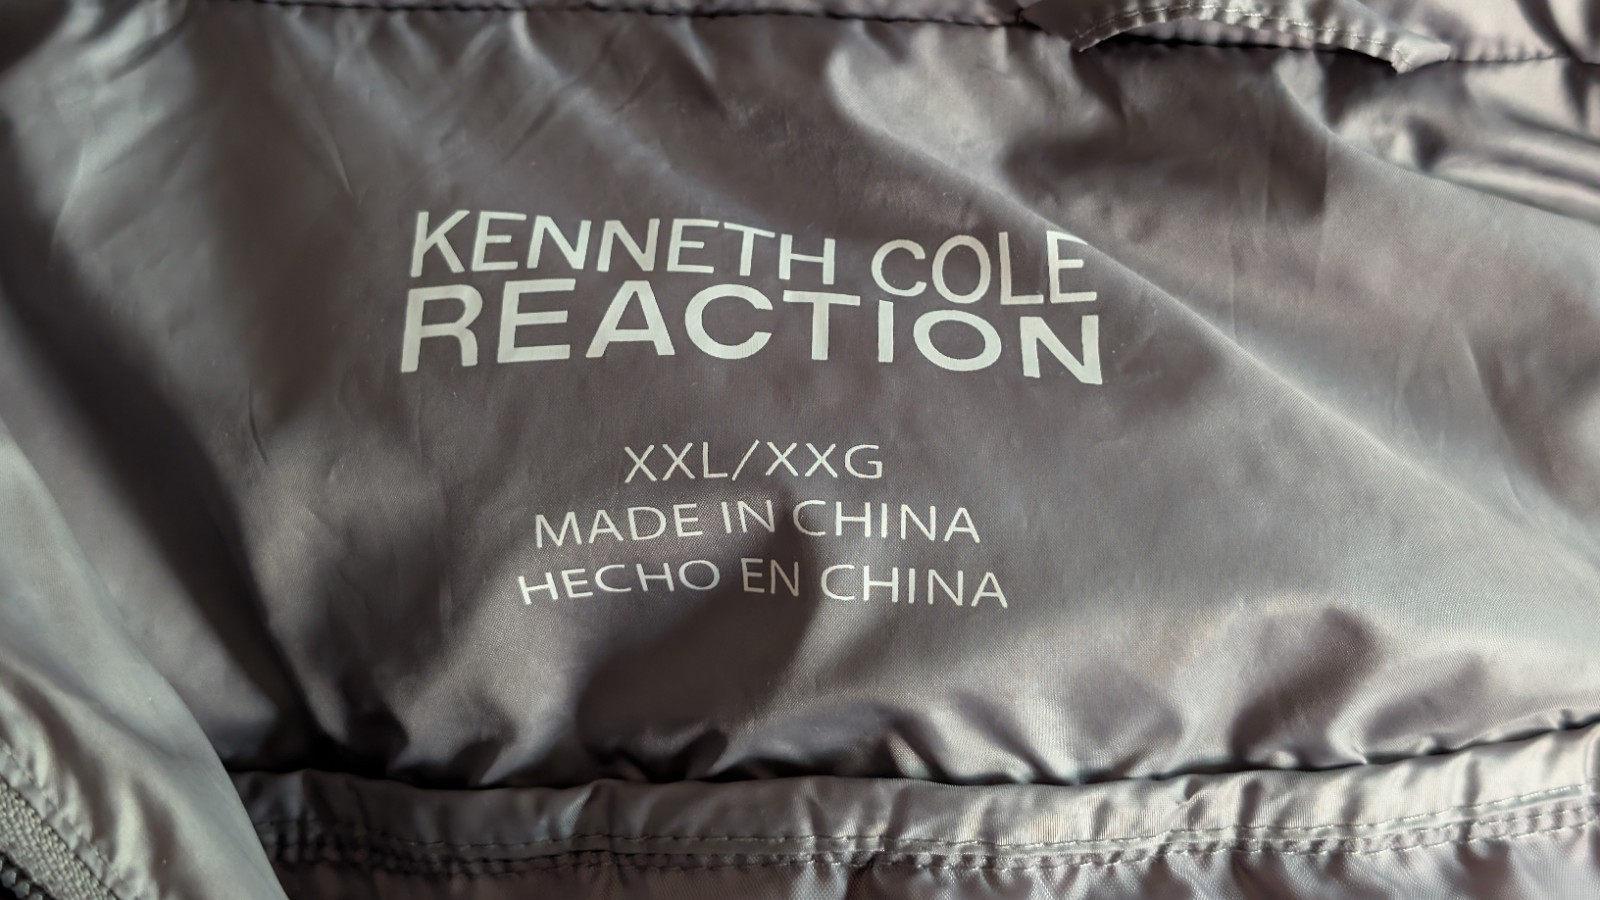 KENNETH COLE
REACTION
XXL/XXG
MADE IN CHINA
HECHO EN CHINA